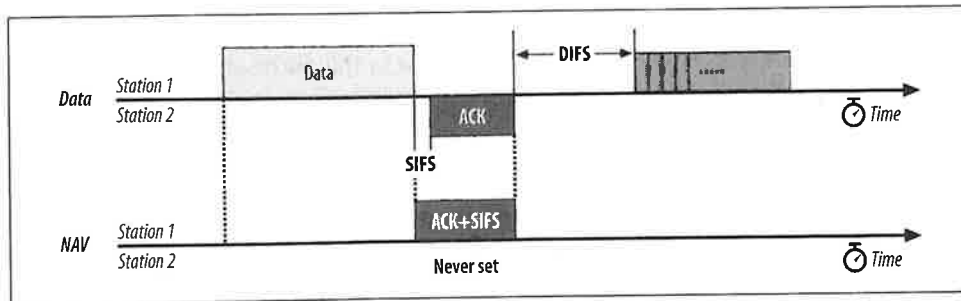 DIFS
Data
Station 1
Data
Station 2
ACK
Time
SIFS
ACK+SIFS
Station 1
NAV
Station 2
Never set
Time